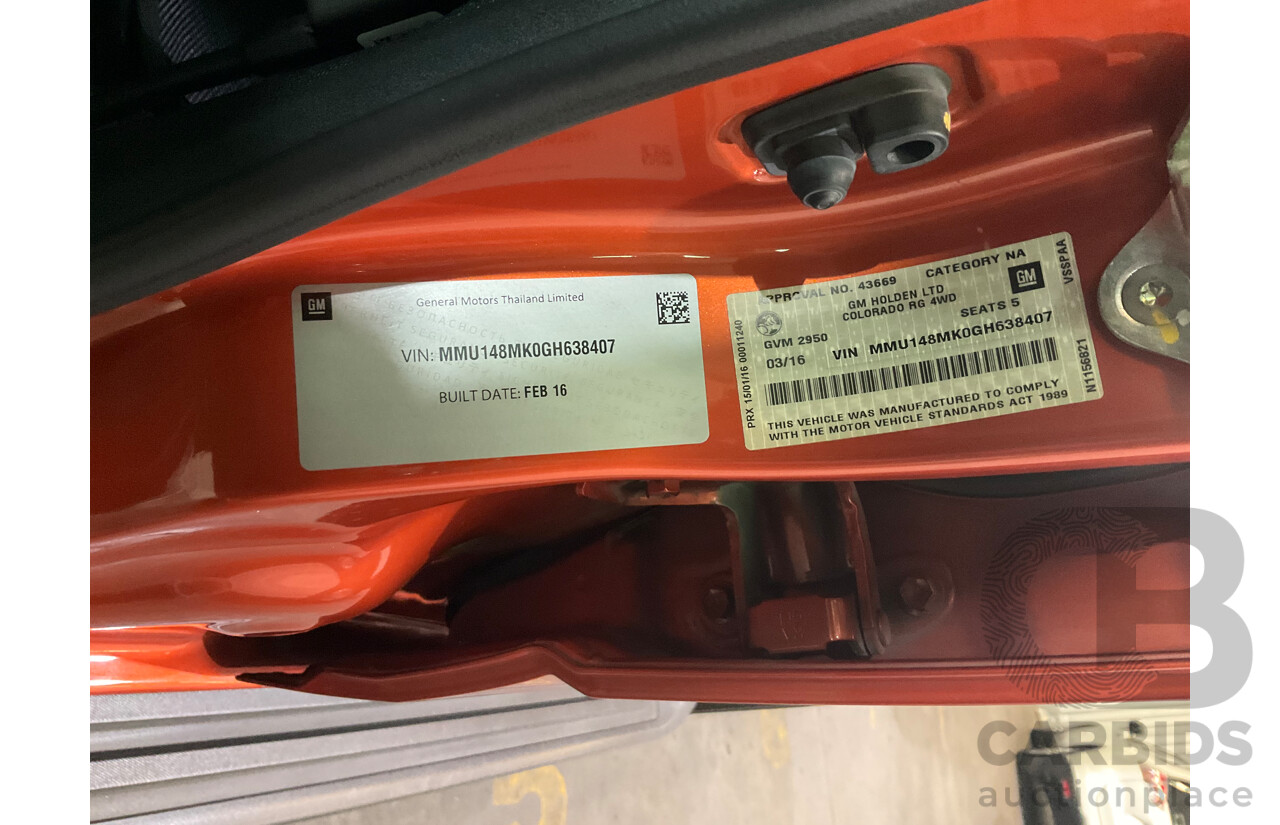 GM
General Motors Thailand Limited
VIN: MMU148MK0GH638407
BUILT DATE: FEB 16
APPROVAL NO. 43669 CATEGORY NA
GM HOLDEN LTD
COLORADO RG 4WD
GM
GVM 2950 SEATS 5
03/16 VIN MMU148MK0GH638407
THIS VEHICLE WAS MANUFACTURED TO COMPLY
WITH THE MOTOR VEHICLE STANDARDS ACT 1989
PRX 15/01/16 00011240
VSSPAA
N1156821
CB
CARBIDS
auctionplace